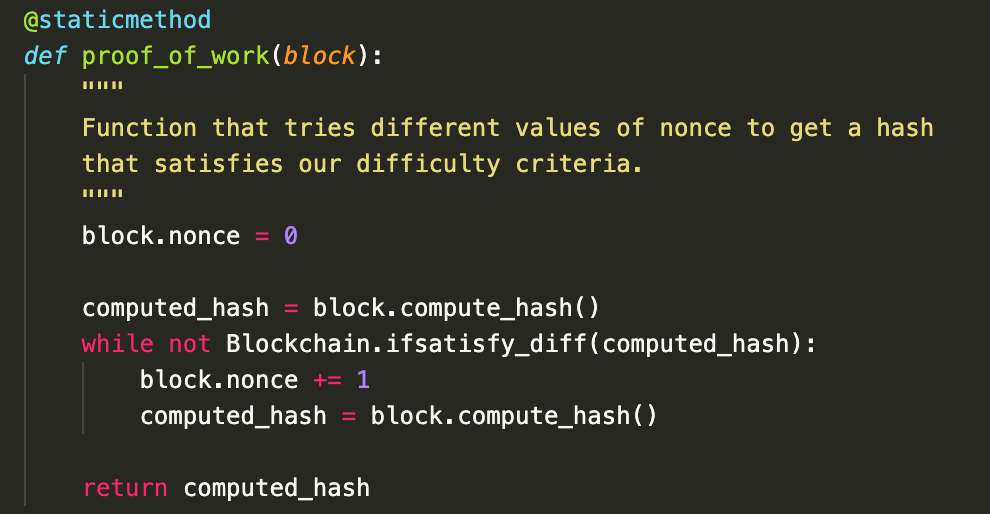 @staticmethod
def proof_of_work(block):
    """
    Function that tries different values of nonce to get a hash
    that satisfies our difficulty criteria.
    """
    block.nonce = 0

    computed_hash = block.compute_hash()
    while not Blockchain.ifsatisfy_diff(computed_hash):
        block.nonce += 1
        computed_hash = block.compute_hash()

    return computed_hash